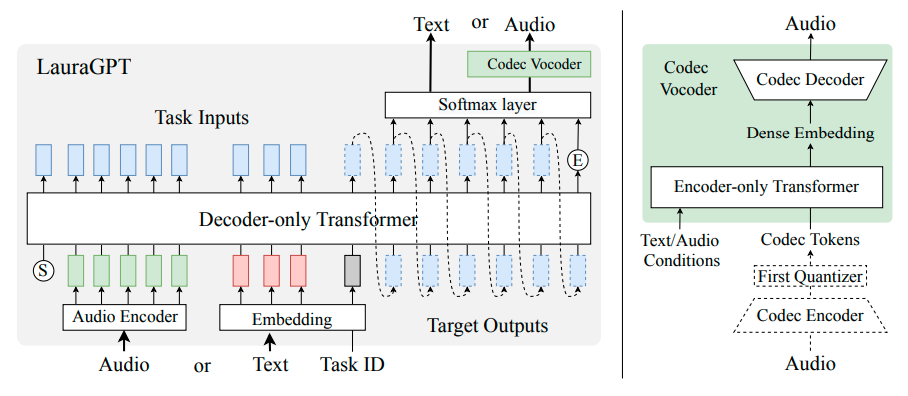 Text or Audio
LauraGPT
Codec Vocoder
Softmax layer
Task Inputs
E
Decoder-only Transformer
S
Audio Encoder
Embedding
Target Outputs
Audio or Text Task ID
Audio
Codec
Vocoder
Codec Decoder
Dense Embedding
Encoder-only Transformer
Text/Audio
Conditions
Codec Tokens
First Quantizer
Codec Encoder
Audio